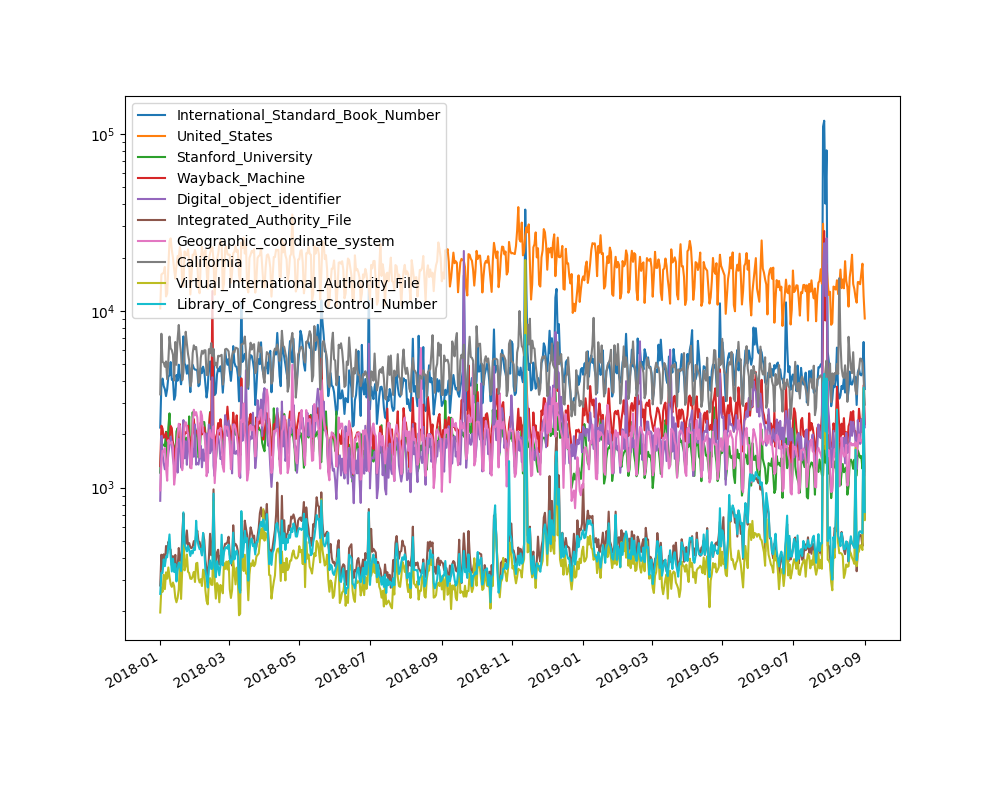 International_Standard_Book_Number
United_States
Stanford_University
Wayback_Machine
Digital_object_identifier
Integrated_Authority_File
Geographic_coordinate_system
California
Virtual_International_Authority_File
Library_of_Congress_Control_Number
10^5
10^4
10^3
2018-01
2018-03
2018-05
2018-07
2018-09
2018-11
2019-01
2019-03
2019-05
2019-07
2019-09